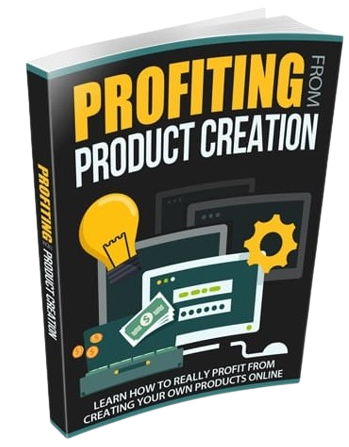 PROFITING FROM
PRODUCT CREATION
LEARN HOW TO REALLY PROFIT FROM
CREATING YOUR OWN PRODUCTS ONLINE
PROFITING FROM PRODUCT CREATION